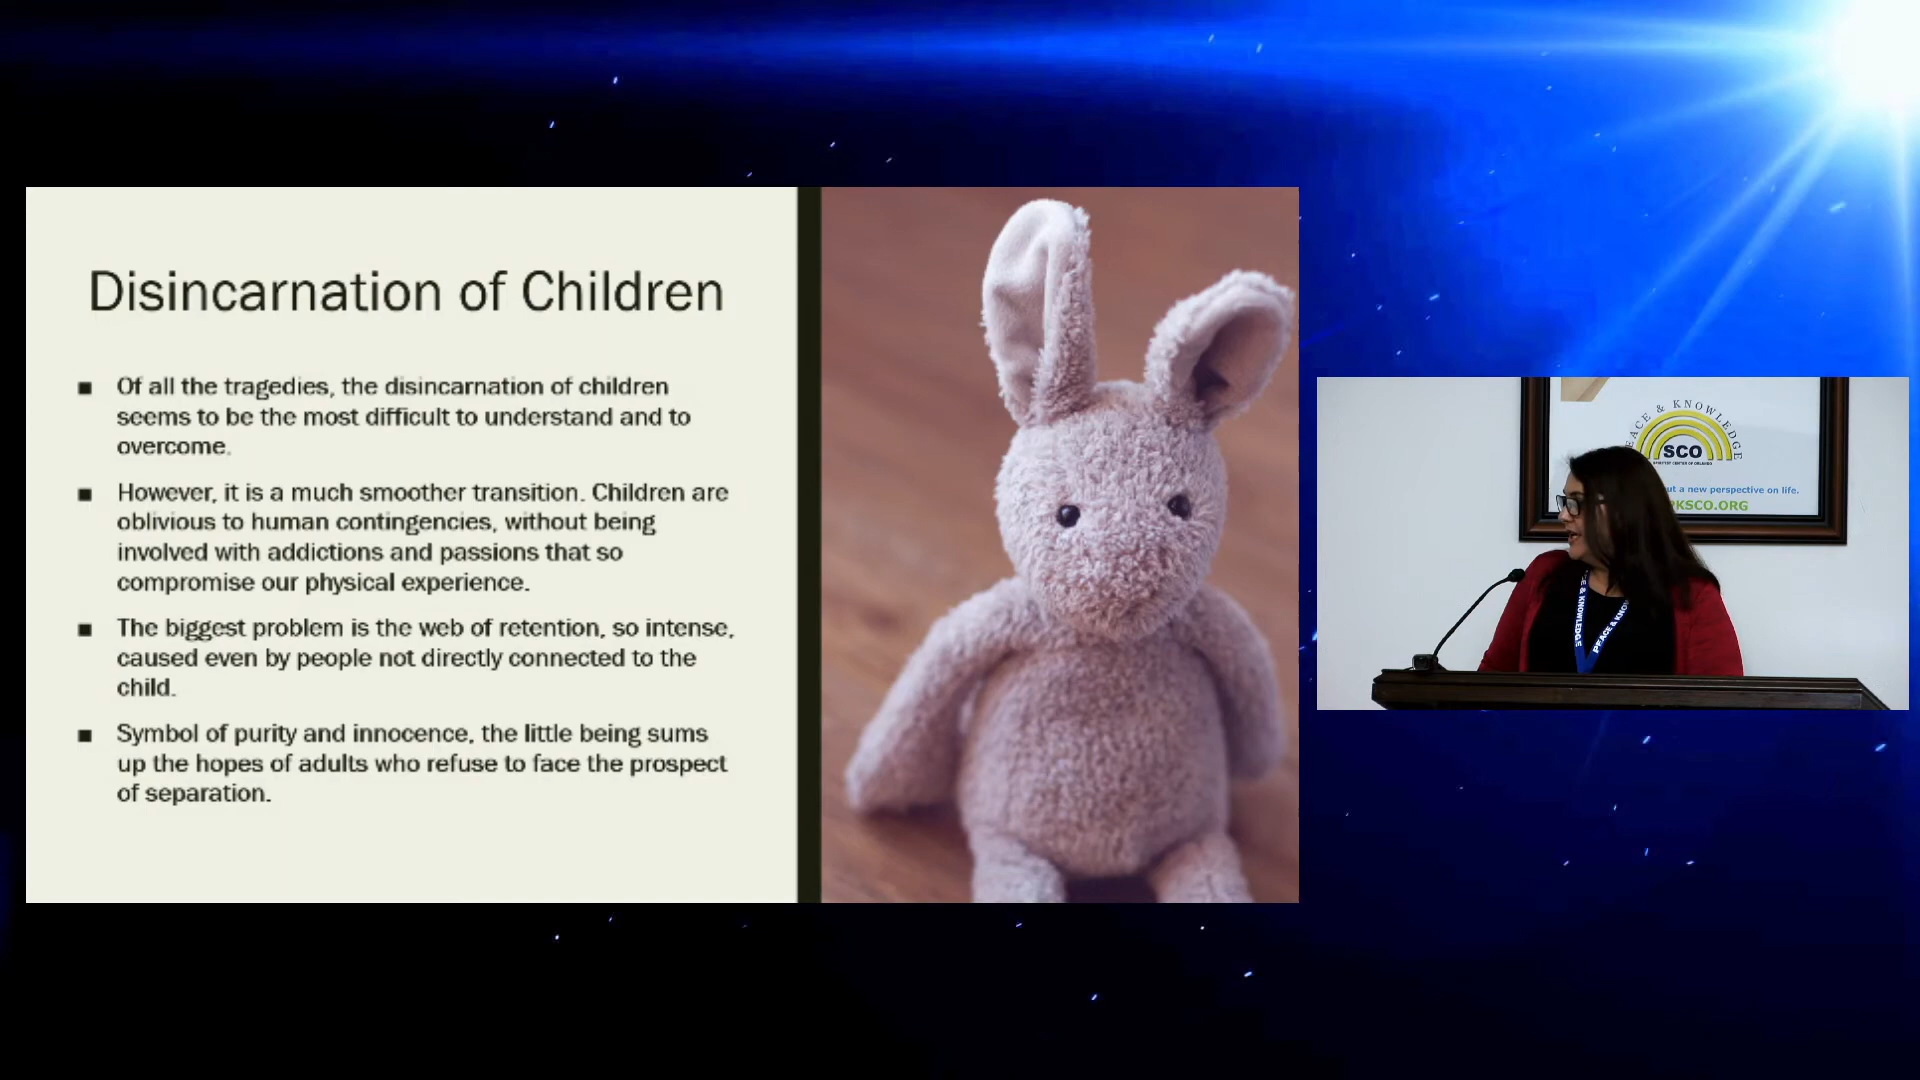 Disincarnation of Children
Of all the tragedies, the disincarnation of children
seems to be the most difficult to understand and to
overcome.
However, it is a much smoother transition. Children are
oblivious to human contingencies, without being
involved with addictions and passions that so
compromise our physical experience.
The biggest problem is the web of retention, so intense,
caused even by people not directly connected to the
child.
Symbol of purity and innocence, the little being sums
up the hopes of adults who refuse to face the prospect
of separation.
& KNOWLEDGE
SCO
SPIRITIST CENTER OF ORLANDO
a new perspective on life.
KSCO.ORG
& KNOWLEDGE
PEACE &